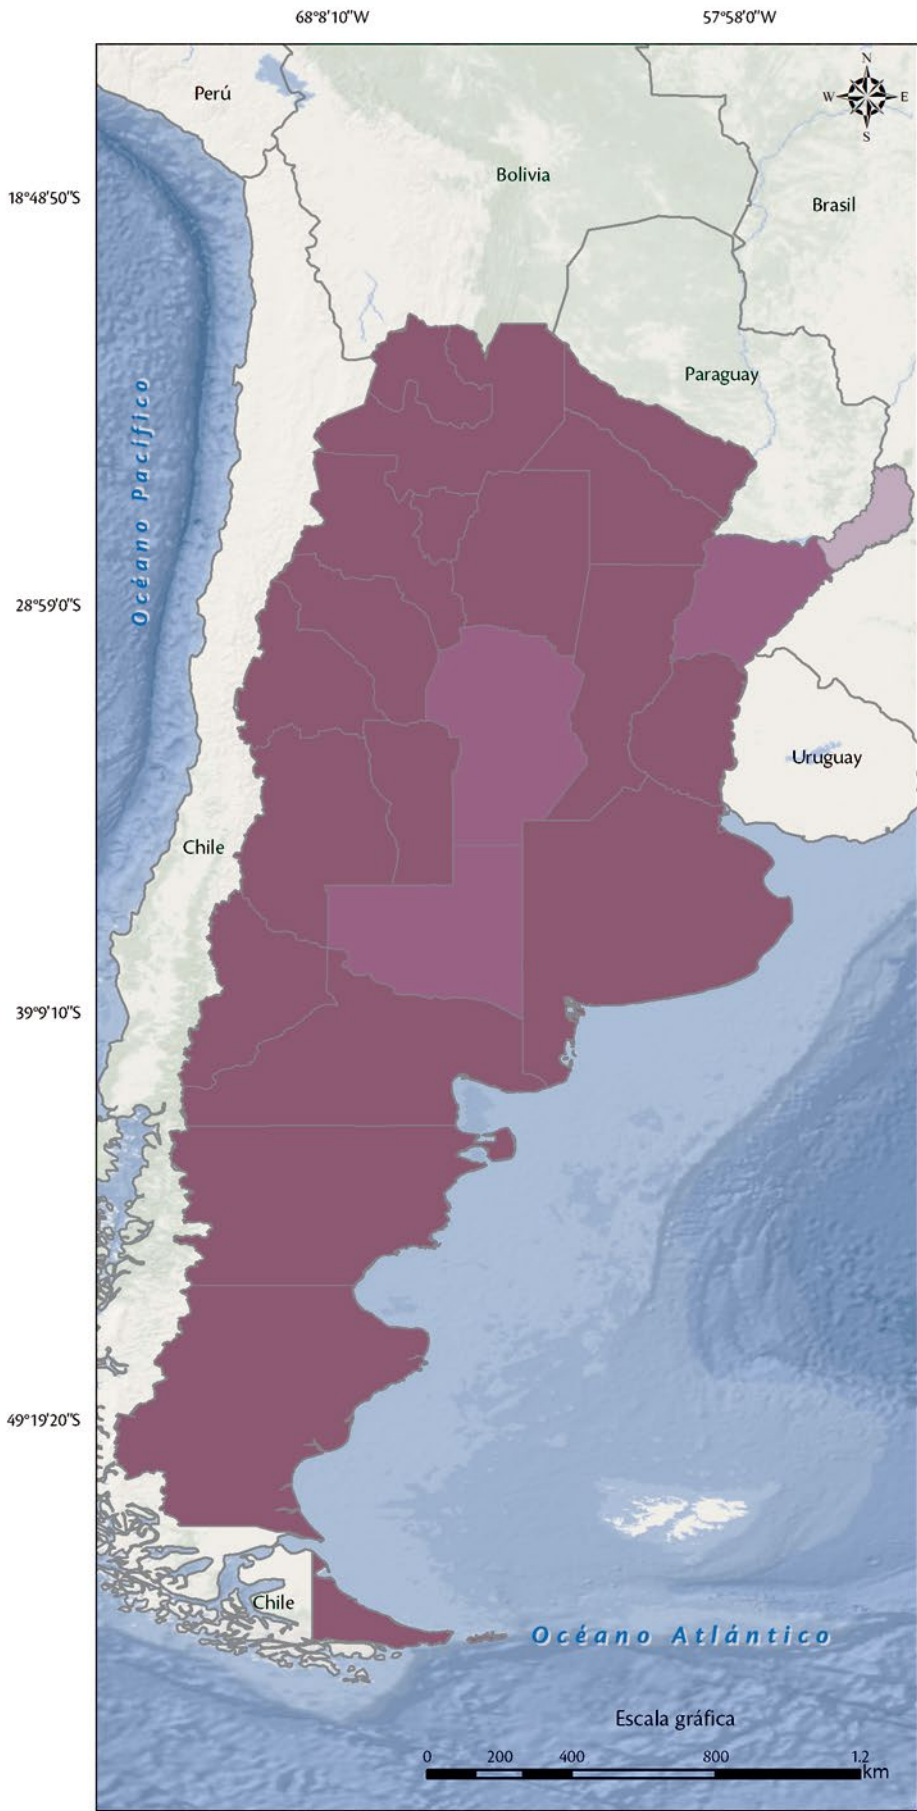 68°8'10"W
57°58'0"W
N
W
E
S
Perú
Bolivia
Brasil
18°48'50"S
Paraguay
Océano Pacífico
28°59'0"S
Uruguay
Chile
39°9'10"S
49°19'20"S
Chile
Océano Atlántico
Escala gráfica
0 200 400 800 1.2
km